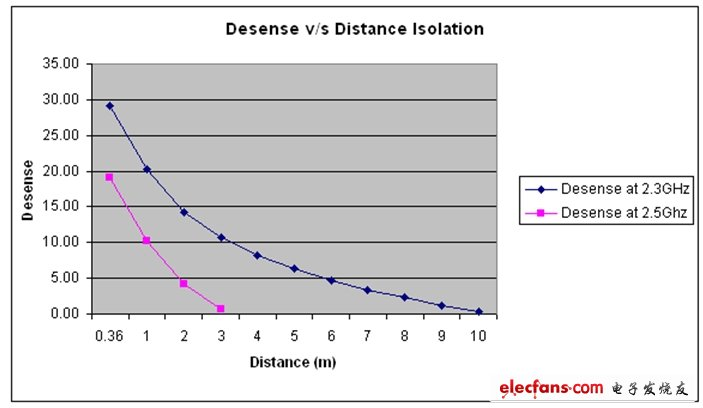 Desense v/s Distance Isolation
35.00
30.00
25.00
20.00
15.00
10.00
5.00
0.00
Desense
0.36 1 2 3 4 5 6 7 8 9 10
Distance (m)
Desense at 2.3GHz
Desense at 2.5Ghz
elecfans.com 电子发烧友